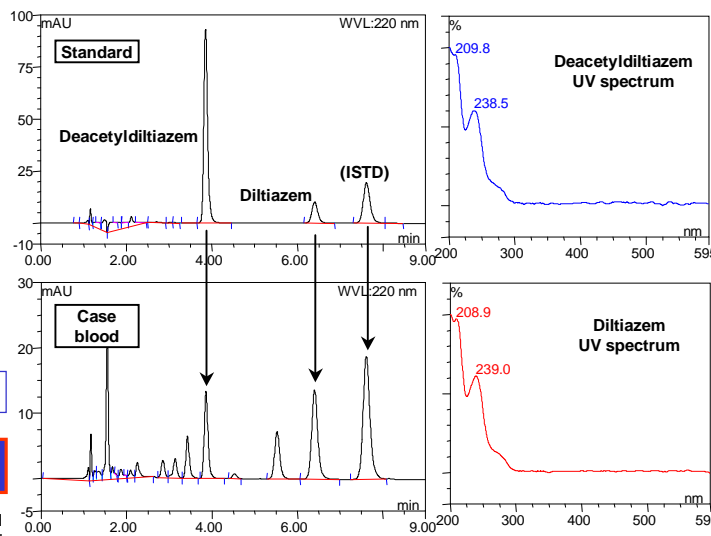 100
mAU
WVL:220 nm
Standard
75
50
Deacetyldiltiazem
25
Diltiazem
(ISTD)
-10
min
0.00
2.00
4.00
6.00
9.00
%
209.8
238.5
Deacetyldiltiazem
UV spectrum
nm
200
300
400
500
595
30
mAU
WVL:220 nm
Case
blood
20
10
-5
min
0.00
2.00
4.00
6.00
9.00
%
208.9
239.0
Diltiazem
UV spectrum
nm
200
300
400
500